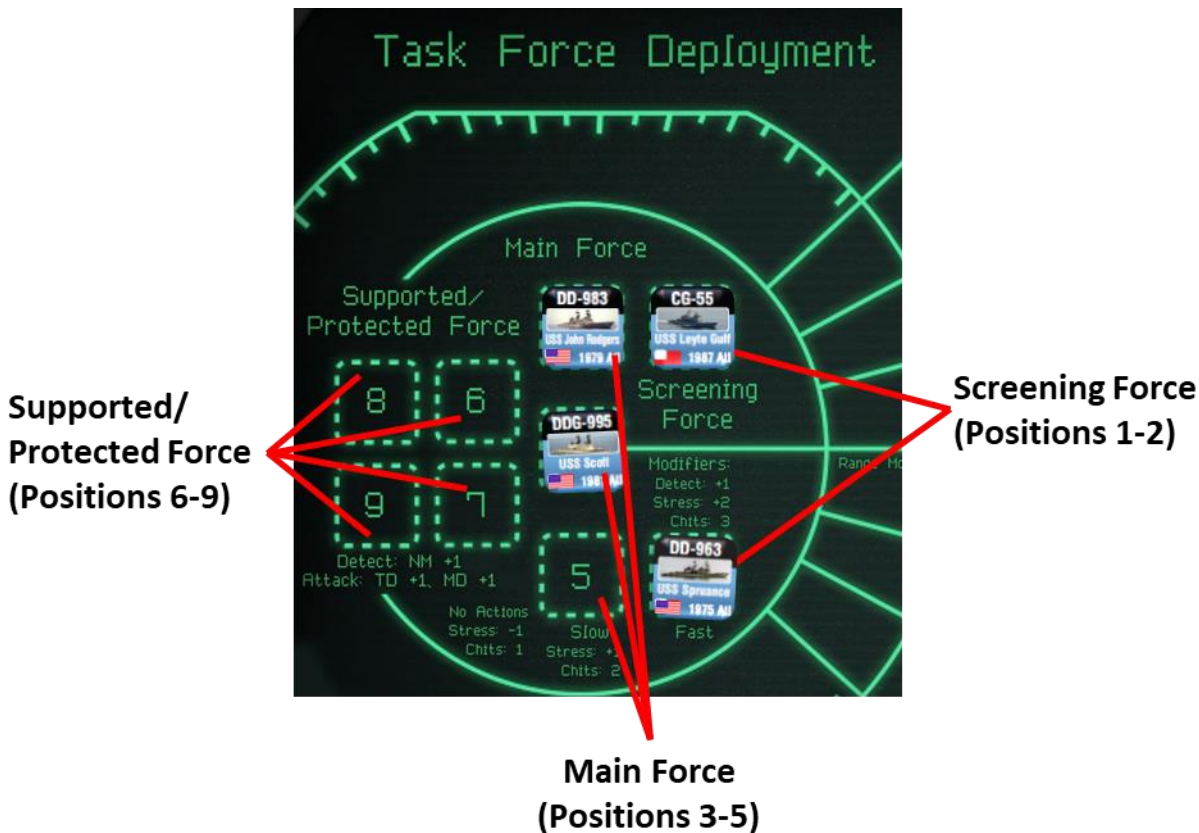 Task Force Deployment
Main Force
Supported/
Protected Force
DD-983
USS John Rodgers
1979 Atl
CG-55
USS Leyte Gulf
1987 Atl
Screening
Force
8
6
DDG-995
USS Scott
9
7
Modifiers:
Detect: +1
Stress: +2
Chits: 3
Range
DD-963
USS Spruance
1975 Atl
Fast
Detect: NM +1
Attack: TD +1, MD +1
5
No Actions
Stress: -1
Chits: 1
Slow
Stress:
Chits: 2
Supported/
Protected Force
(Positions 6-9)
Screening Force
(Positions 1-2)
Main Force
(Positions 3-5)